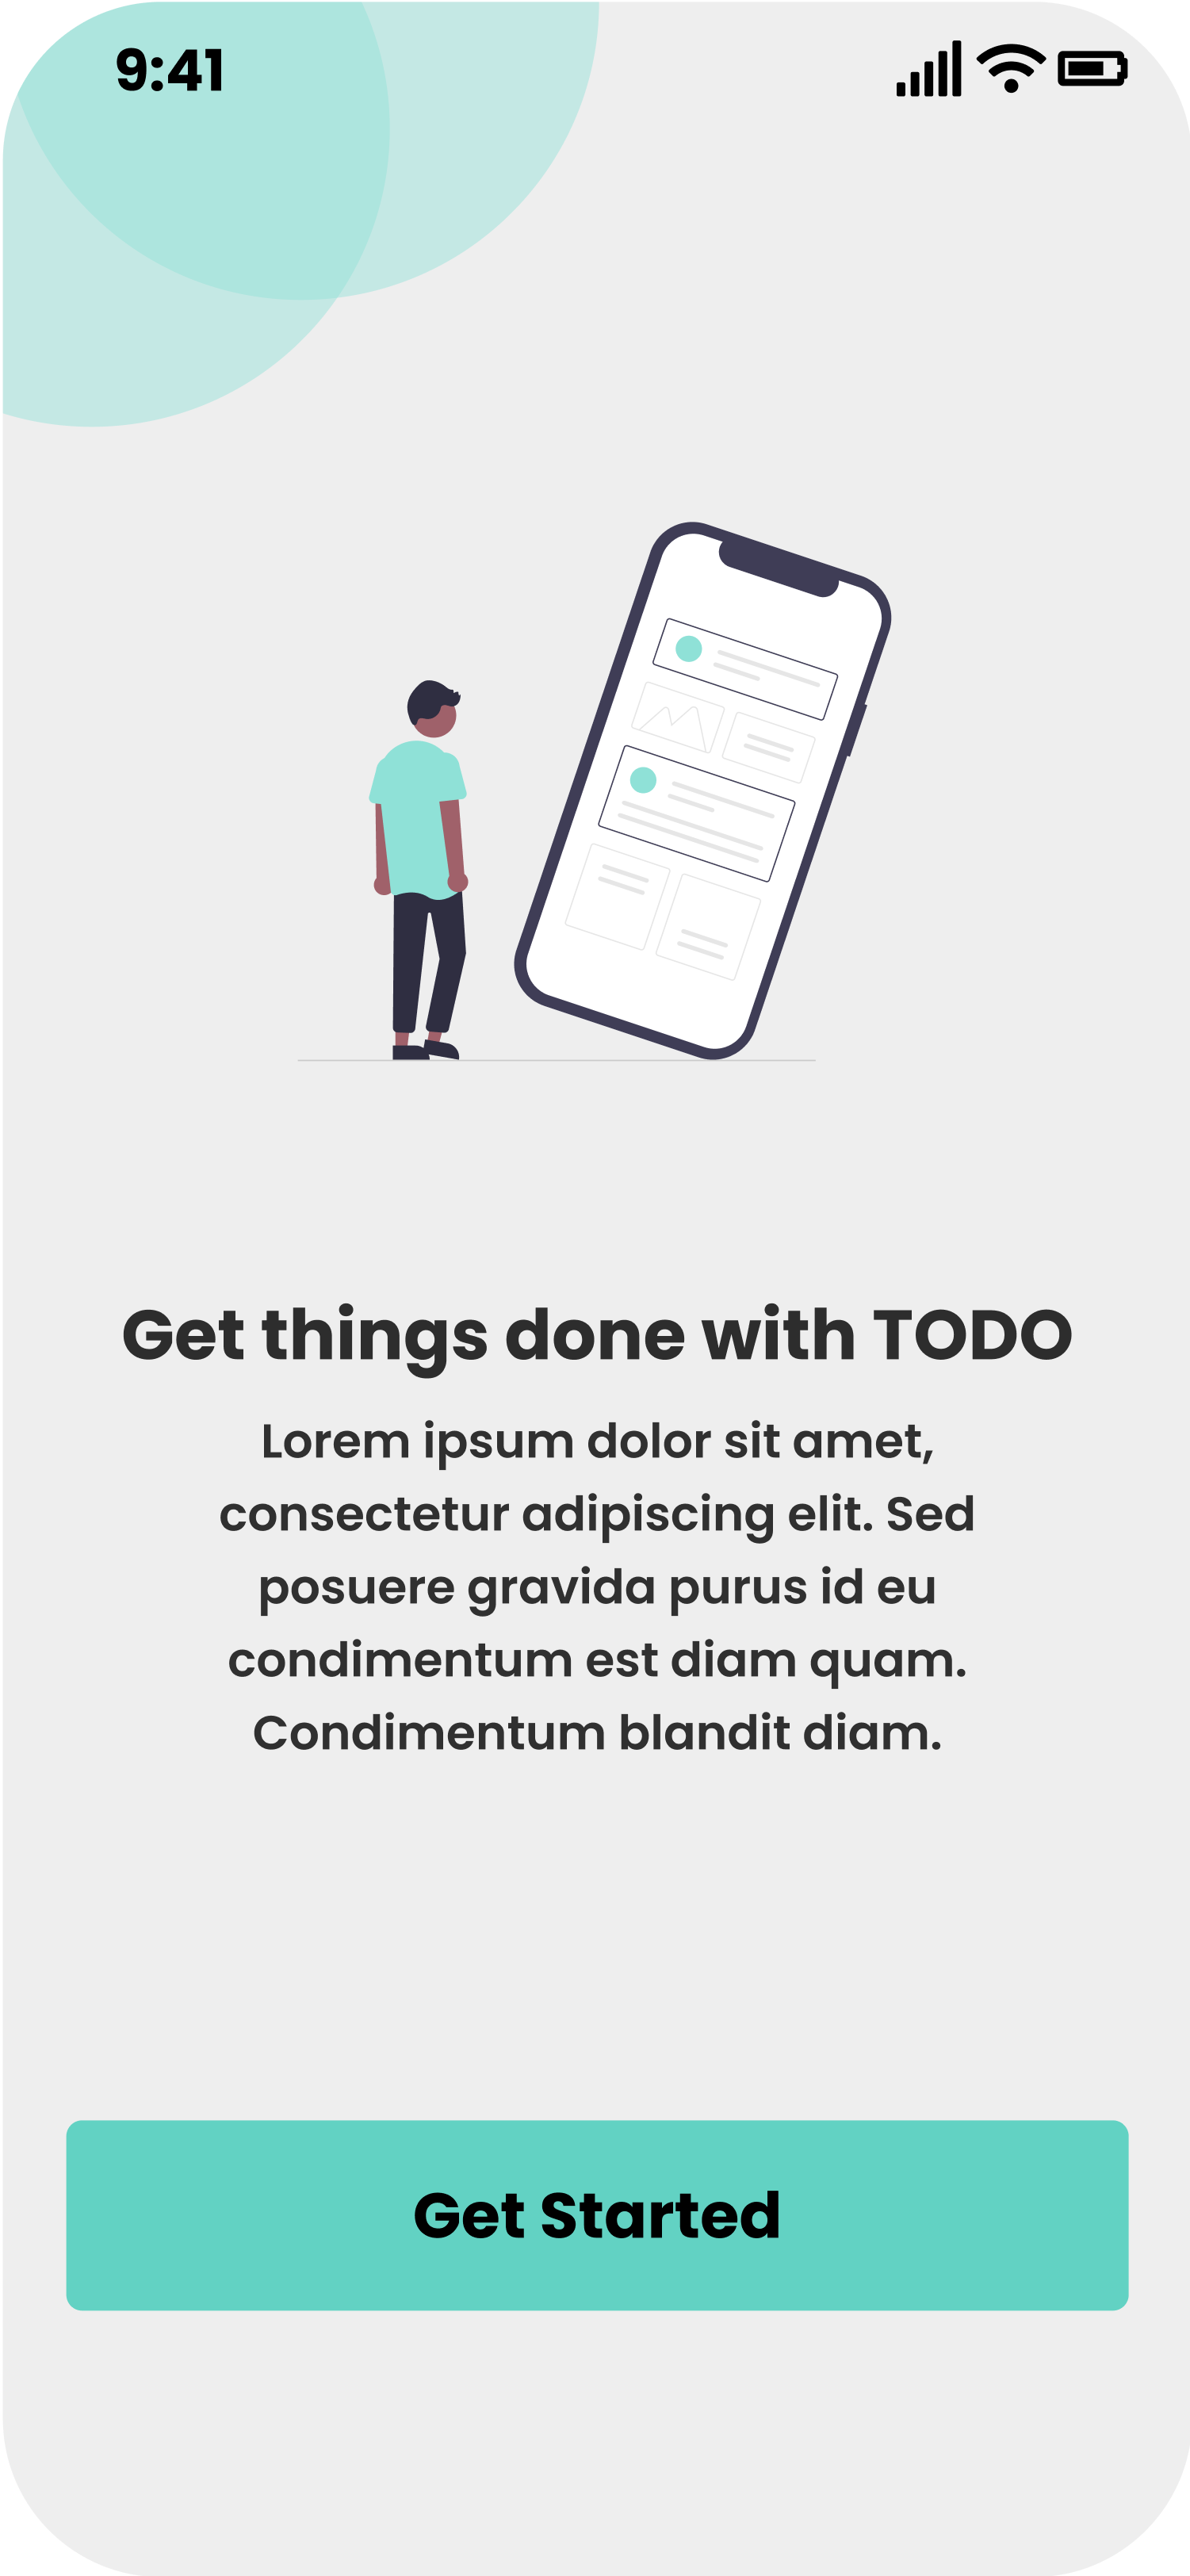 9:41
Get things done with TODO
Lorem ipsum dolor sit amet,
consectetur adipiscing elit. Sed
posuere gravida purus id eu
condimentum est diam quam.
Condimentum blandit diam.
Get Started